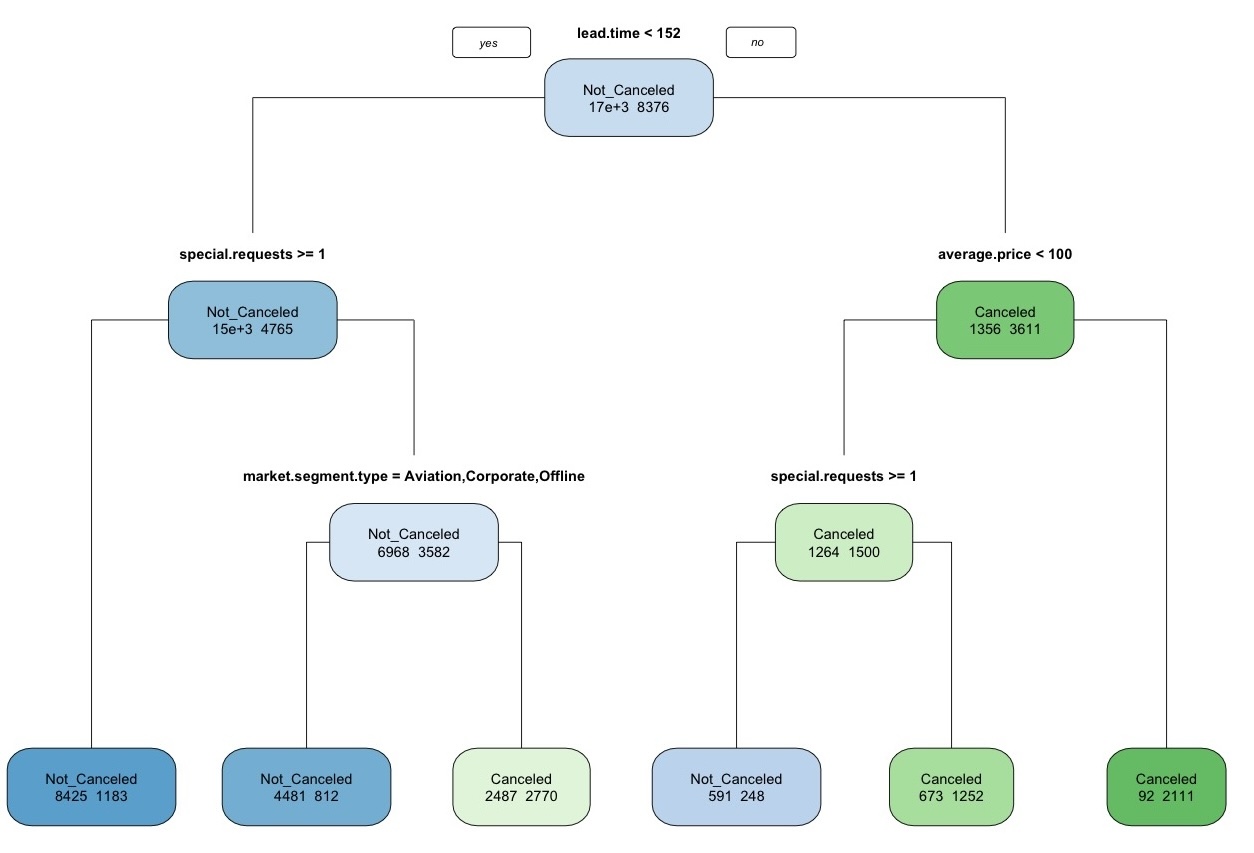 lead.time < 152
yes
no
Not_Canceled
17e+3 8376
special.requests >= 1
average.price < 100
Not_Canceled
15e+3 4765
Canceled
1356 3611
market.segment.type = Aviation,Corporate,Offline
special.requests >= 1
Not_Canceled
6968 3582
Canceled
1264 1500
Not_Canceled
8425 1183
Not_Canceled
4481 812
Canceled
2487 2770
Not_Canceled
591 248
Canceled
673 1252
Canceled
92 2111